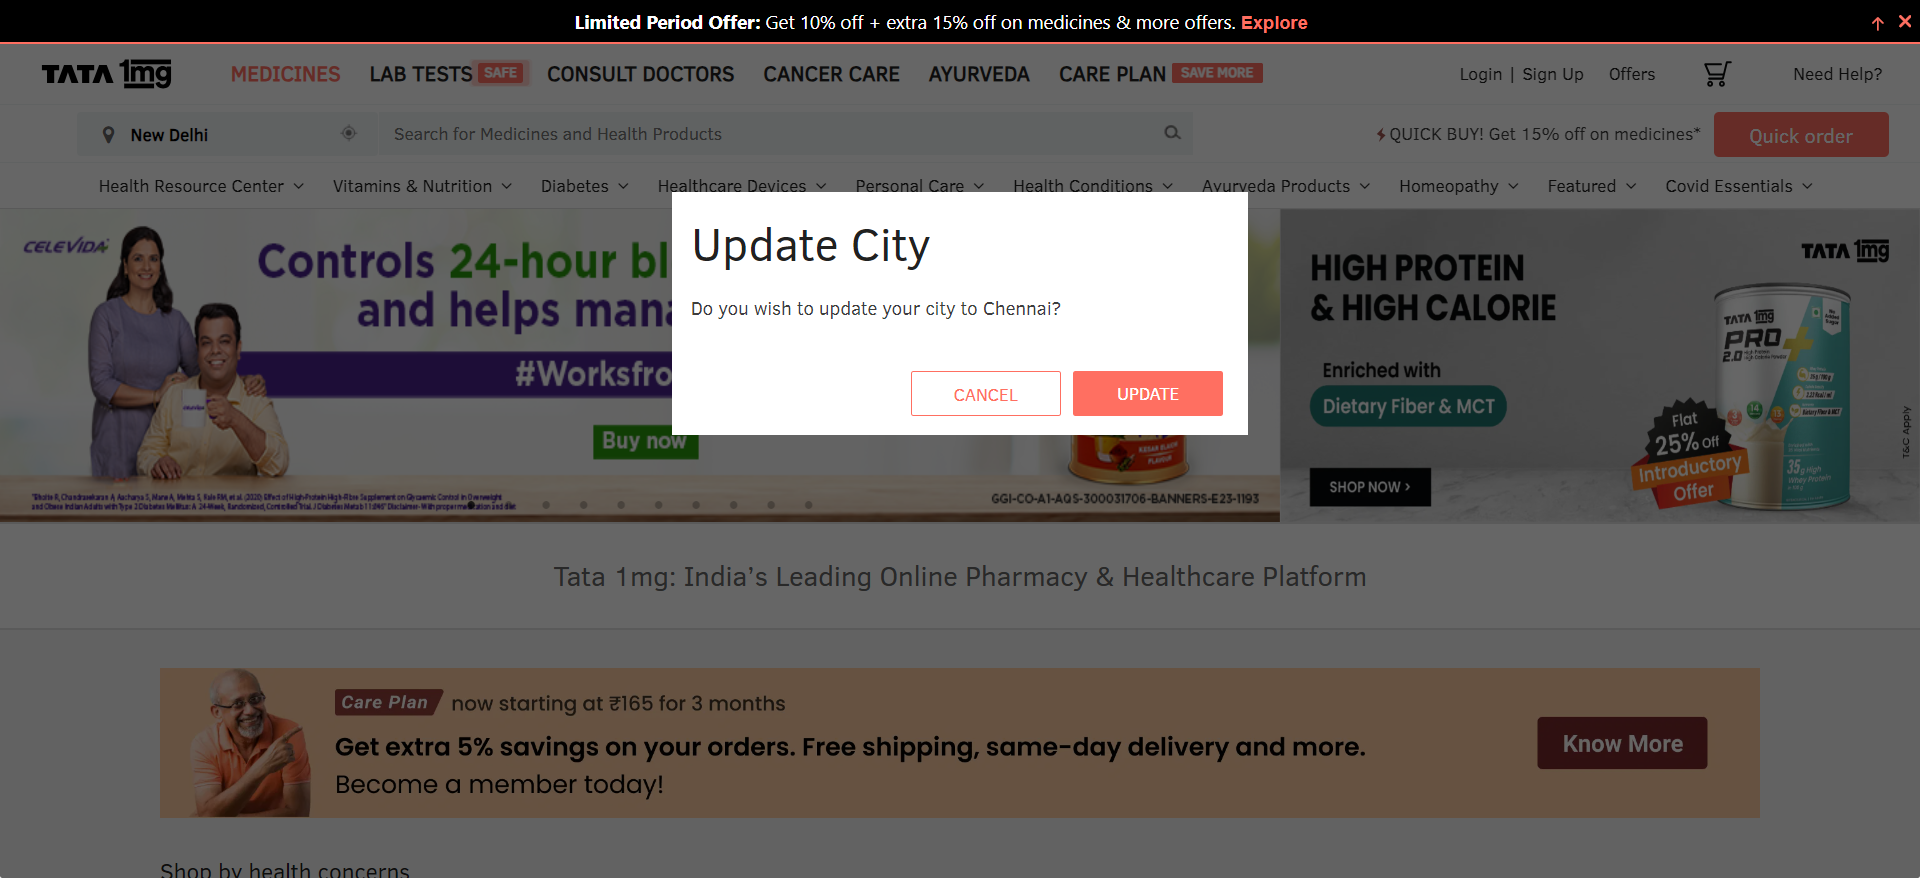 Limited Period Offer: Get 10% off + extra 15% off on medicines & more offers. Explore
TATA 1mg
MEDICINES
LAB TESTS SAFE
CONSULT DOCTORS
CANCER CARE
AYURVEDA
CARE PLAN SAVE MORE
Login | Sign Up
Offers
Need Help?
New Delhi
Search for Medicines and Health Products
QUICK BUY! Get 15% off on medicines*
Quick order
Health Resource Center
Vitamins & Nutrition
Diabetes
Healthcare Devices
Personal Care
Health Conditions
Ayurveda Products
Homeopathy
Featured
Covid Essentials
Update City
Do you wish to update your city to Chennai?
CANCEL
UPDATE
CELEVIDA
Controls 24-hour bl
and helps mana
#Worksfro
Buy now
KESAR BLAEOR
FLAVOUR
GGI-CO-A1-AQS-300031706-BANNERS-E23-1193
TATA 1mg
HIGH PROTEIN
& HIGH CALORIE
Enriched with
Dietary Fiber & MCT
SHOP NOW ›
TATA 1mg
PRO+
2.0
Flat
25% Off
Introductory
Offer
35g High
Whey Protein
T&C Apply
Tata 1mg: India’s Leading Online Pharmacy & Healthcare Platform
Care Plan now starting at ₹165 for 3 months
Get extra 5% savings on your orders. Free shipping, same-day delivery and more.
Become a member today!
Know More
Shop by health concerns